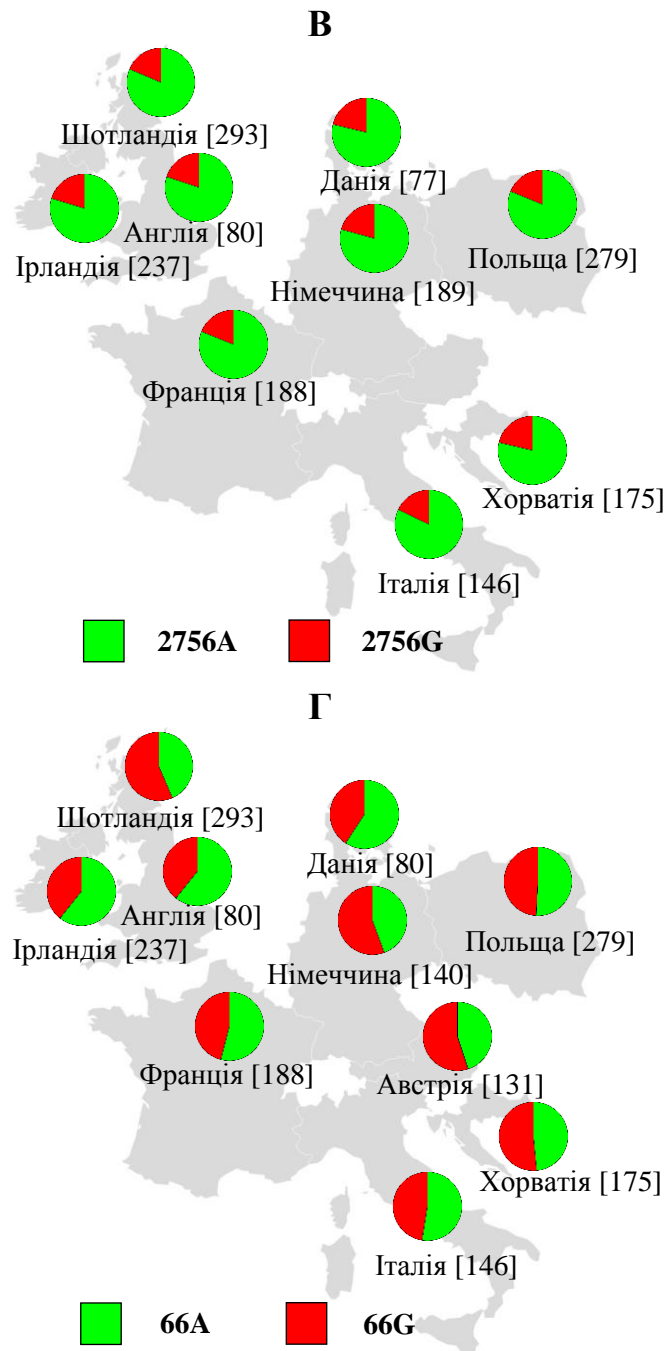 В
Шотландія [293]
Данія [77]
Англія [80]
Польща [279]
Ірландія [237]
Німеччина [189]
Франція [188]
Хорватія [175]
Італія [146]
2756A 2756G
Г
Шотландія [293]
Данія [80]
Англія [80]
Польща [279]
Ірландія [237]
Німеччина [140]
Франція [188]
Австрія [131]
Хорватія [175]
Італія [146]
66A 66G